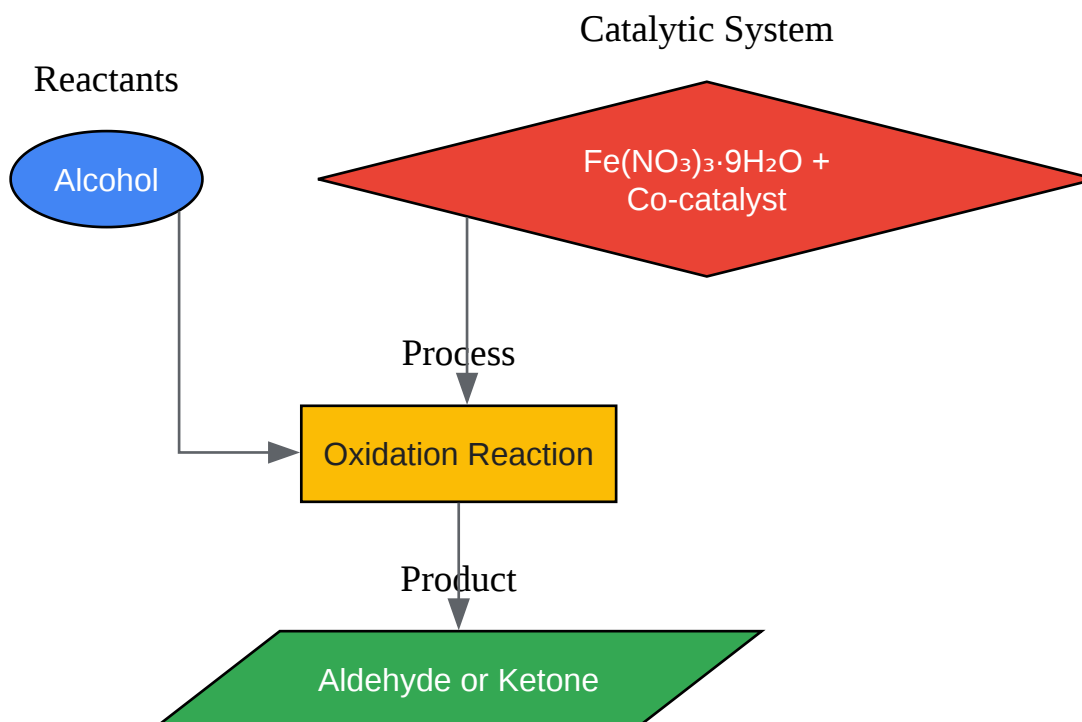 Catalytic System
Reactants
Alcohol
Fe(NO₃)₃·9H₂O +
Co-catalyst
Process
Oxidation Reaction
Product
Aldehyde or Ketone